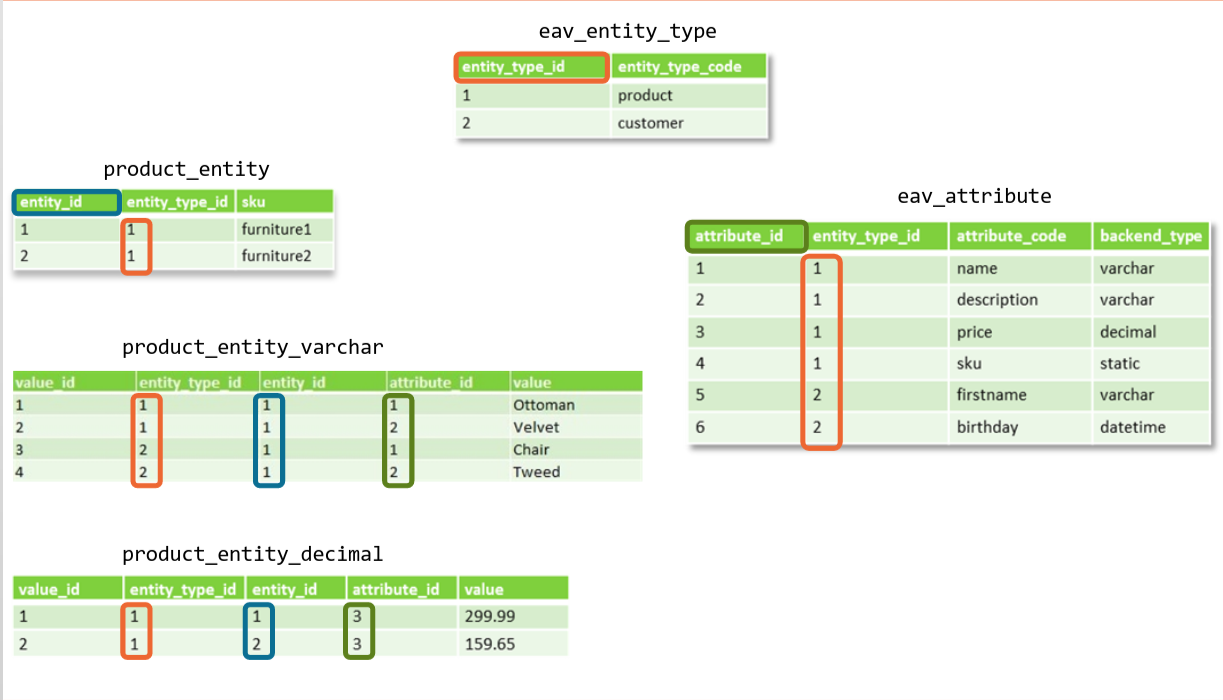 eav_entity_type
entity_type_id entity_type_code
1 product
2 customer
product_entity
entity_id entity_type_id sku
1 1 furniture1
2 1 furniture2
eav_attribute
attribute_id entity_type_id attribute_code backend_type
1 1 name varchar
2 1 description varchar
3 1 price decimal
4 1 sku static
5 2 firstname varchar
6 2 birthday datetime
product_entity_varchar
value_id entity_type_id entity_id attribute_id value
1 1 1 1 Ottoman
2 1 1 2 Velvet
3 2 1 1 Chair
4 2 1 2 Tweed
product_entity_decimal
value_id entity_type_id entity_id attribute_id value
1 1 1 3 299.99
2 1 2 3 159.65